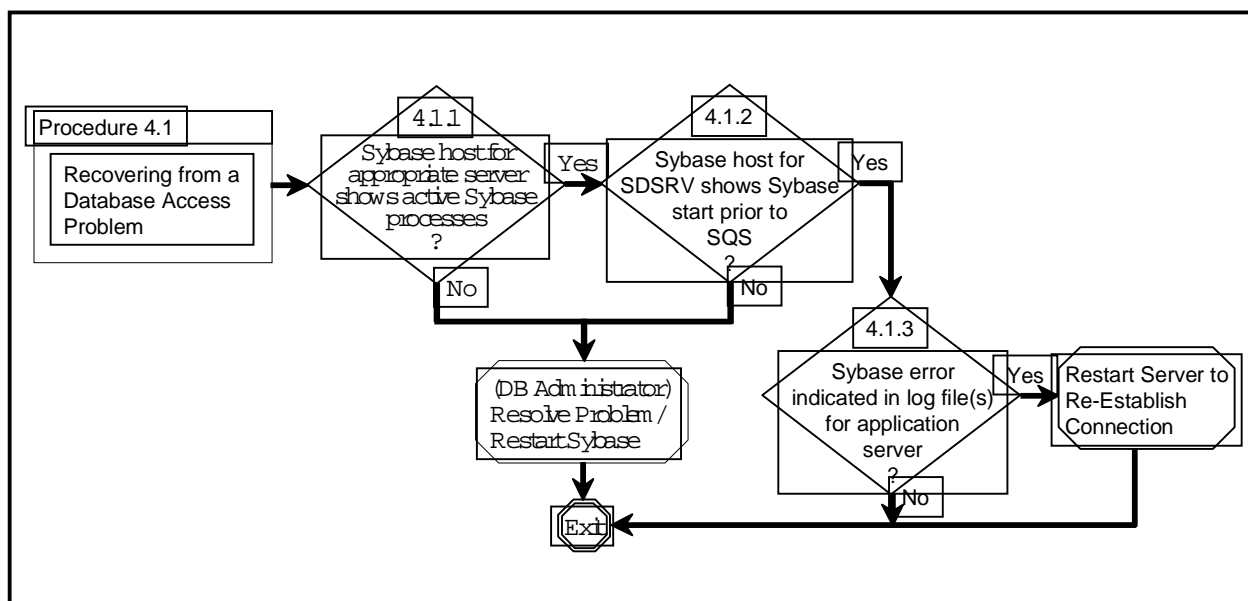 Procedure 4.1
Recovering from a
Database Access
Problem
4.1.1
Sybase host for
appropriate server
shows active Sybase
processes
?
Yes
No
4.1.2
Sybase host for
SDSRV shows Sybase
start prior to
SQS
?
Yes
No
4.1.3
Sybase error
indicated in log file(s)
for application
server
?
Yes
No
Restart Server to
Re-Establish
Connection
(DB Administrator)
Resolve Problem /
Restart Sybase
Exit